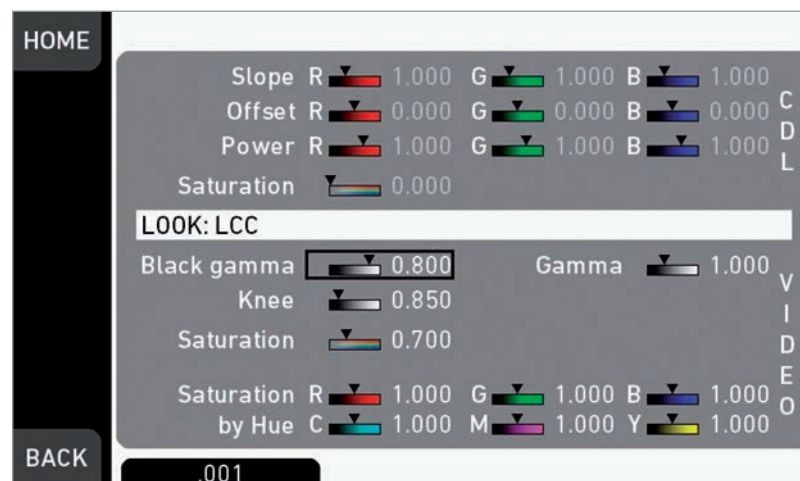 HOME
Slope R 1.000 G 1.000 B 1.000
Offset R 0.000 G 0.000 B 0.000
Power R 1.000 G 1.000 B 1.000
Saturation 0.000
CDL
LOOK: LCC
Black gamma 0.800 Gamma 1.000
Knee 0.850
Saturation 0.700
Saturation R 1.000 G 1.000 B 1.000
by Hue C 1.000 M 1.000 Y 1.000
VIDEO
BACK
.001